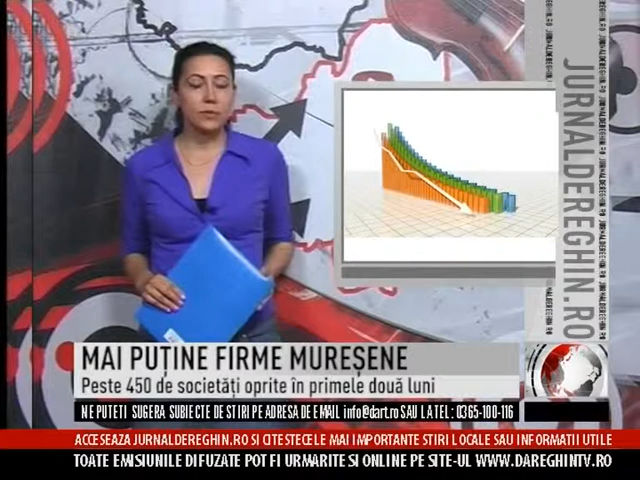 JURNALDEREGHIN.RO
MAI PUȚINE FIRME MUREȘENE
Peste 450 de societăți oprite în primele două luni
NE PUTETI SUGERA SUBIECTE DE STIRI PE ADRESA DE EMAIL info@dart.ro SAU LA TEL: 0365-100-116
ACCESEAZA JURNALDEREGHIN.RO SI CITESTE CELE MAI IMPORTANTE STIRI LOCALE SAU INFORMATII UTILE
TOATE EMISIUNILE DIFUZATE POT FI URMARITE SI ONLINE PE SITE-UL WWW.DAREGHINTV.RO